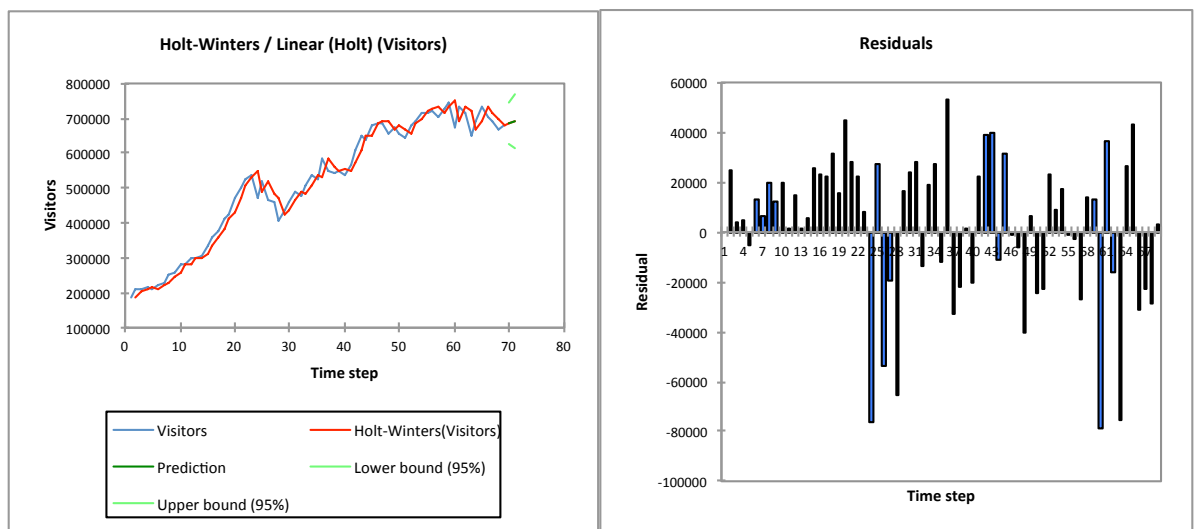 Holt-Winters / Linear (Holt) (Visitors)
800000
700000
600000
500000
400000
300000
200000
100000
Visitors
0 10 20 30 40 50 60 70 80
Time step
Visitors Holt-Winters(Visitors)
Prediction Lower bound (95%)
Upper bound (95%)
Residuals
60000
40000
20000
0
-20000
-40000
-60000
-80000
-100000
Residual
1 4 7 10 13 16 19 22 25 28 31 34 37 40 43 46 49 52 55 58 61 64 67
Time step